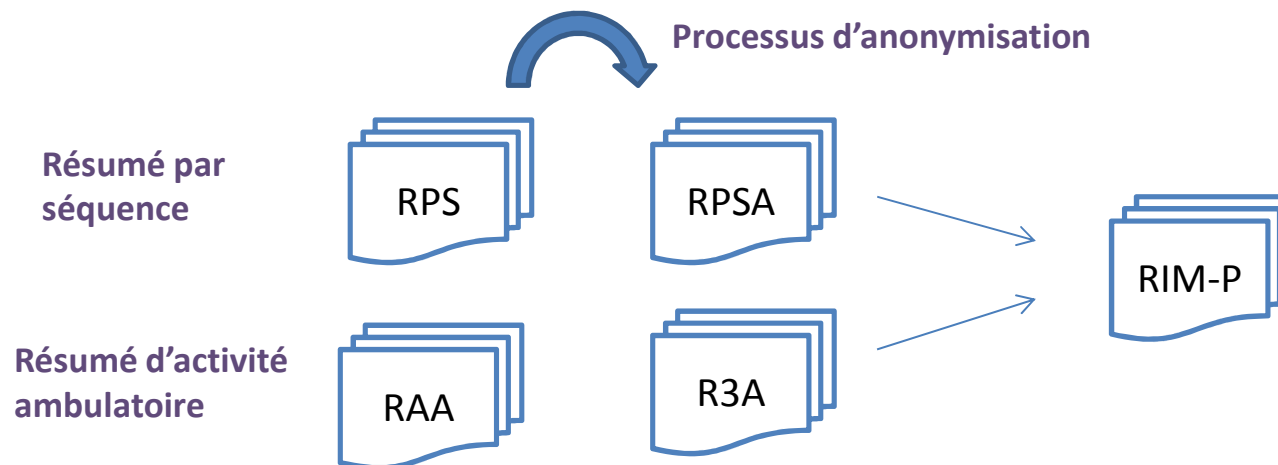 Processus d’anonymisation
Résumé par
séquence
RPS
RPSA
RIM-P
Résumé d’activité
ambulatoire
RAA
R3A